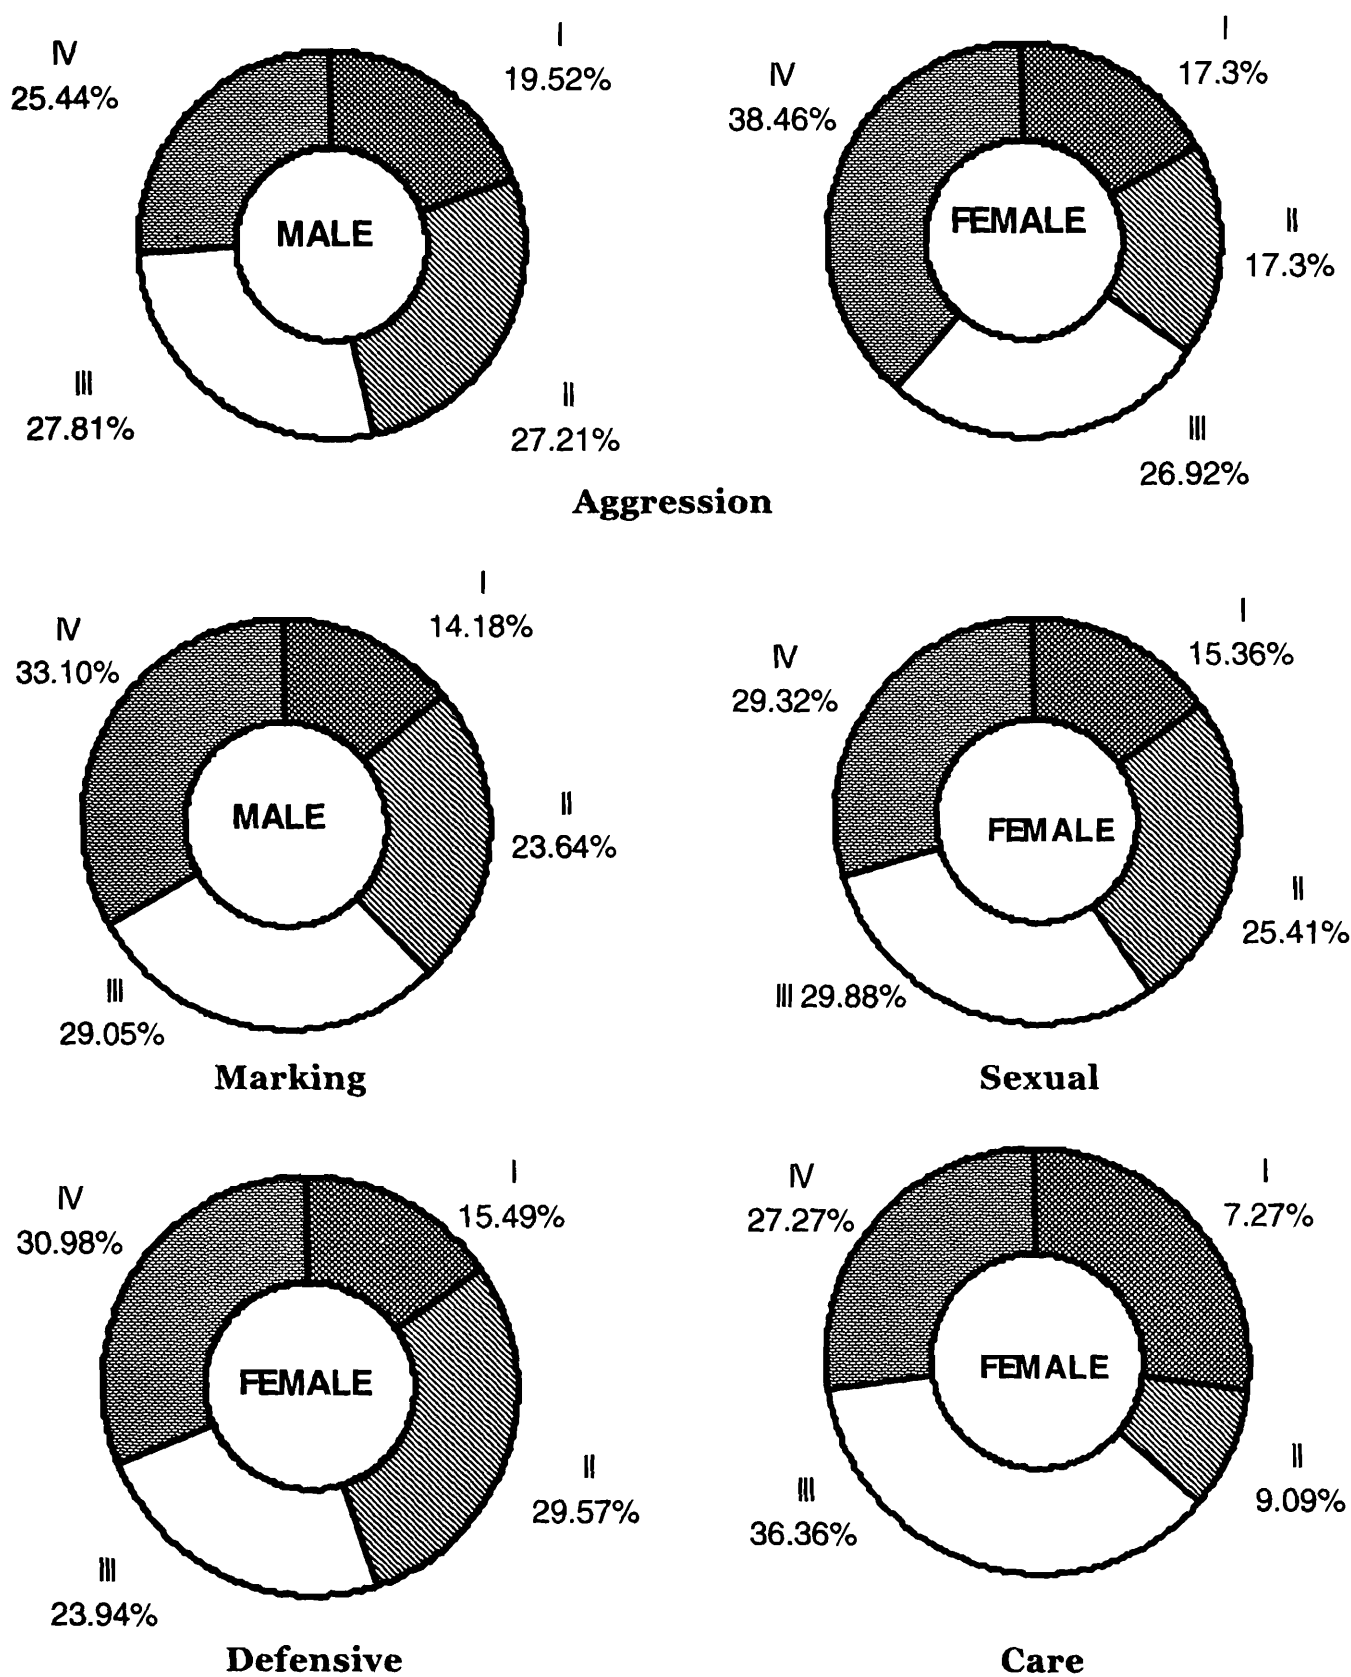 I
19.52%
IV
25.44%
MALE
III
27.81%
II
27.21%
I
17.3%
IV
38.46%
FEMALE
II
17.3%
III
26.92%
Aggression
I
14.18%
IV
33.10%
MALE
II
23.64%
III
29.05%
Marking
I
15.36%
IV
29.32%
FEMALE
II
25.41%
III 29.88%
Sexual
I
15.49%
IV
30.98%
FEMALE
II
29.57%
III
23.94%
Defensive
I
7.27%
IV
27.27%
FEMALE
II
9.09%
III
36.36%
Care